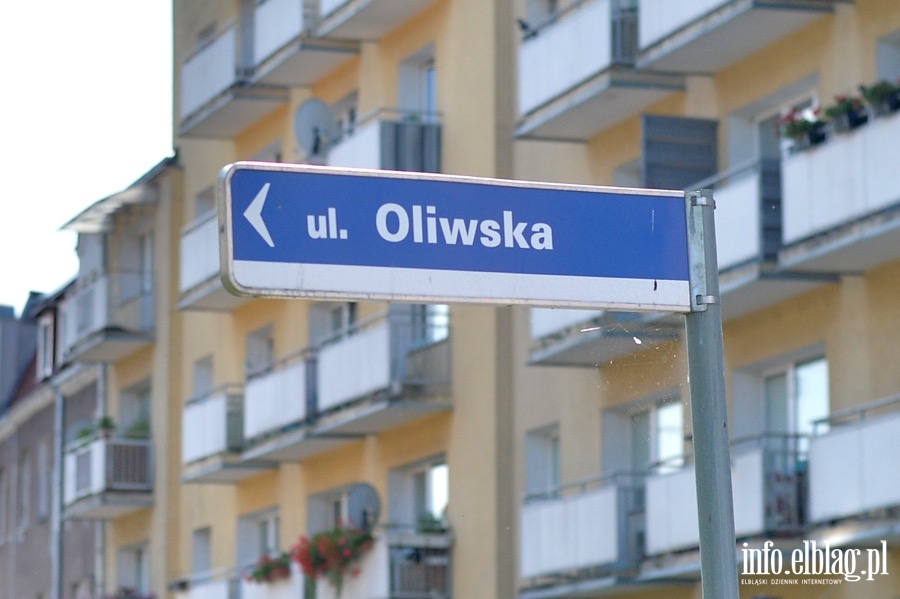 ul. Oliwska
info.elblag.pl
ELBLĄSKI DZIENNIK INTERNETOWY